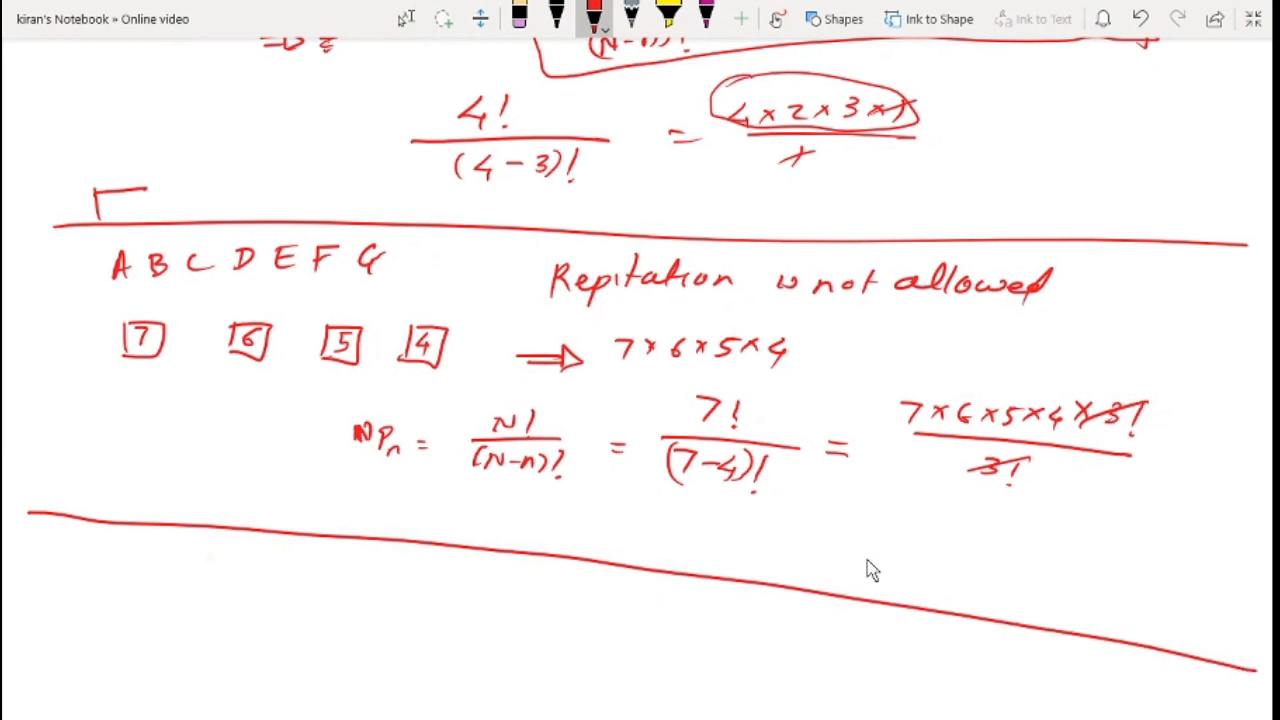 kiran's Notebook » Online video
Shapes
Ink to Shape
Ink to Text
(N-n)!
4! / (4-3)! = 4 × 2 × 3 × 1 / 1
A B C D E F G
Repitation is not allowed
7 6 5 4 ⇒ 7 × 6 × 5 × 4
NPn = N! / (N-n)! = 7! / (7-4)! = 7 × 6 × 5 × 4 × 3! / 3!